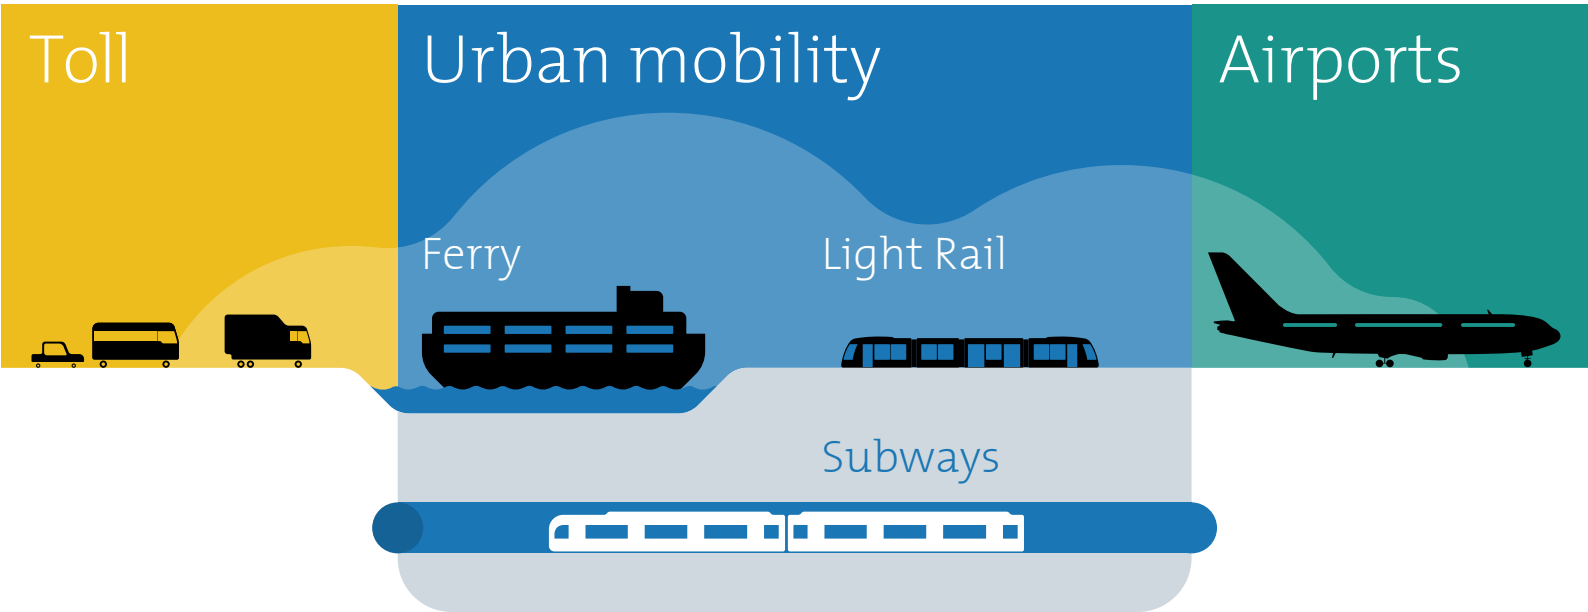 Toll
Urban mobility
Airports
Ferry
Light Rail
Subways